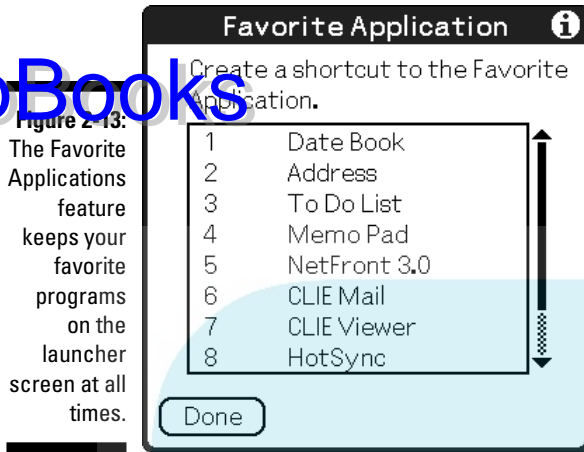 Favorite Application
Create a shortcut to the Favorite
Application.
1 Date Book
2 Address
3 To Do List
4 Memo Pad
5 NetFront 3.0
6 CLIE Mail
7 CLIE Viewer
8 HotSync
Done
oBooks
Figure 2-13:
The Favorite
Applications
feature
keeps your
favorite
programs
on the
launcher
screen at all
times.